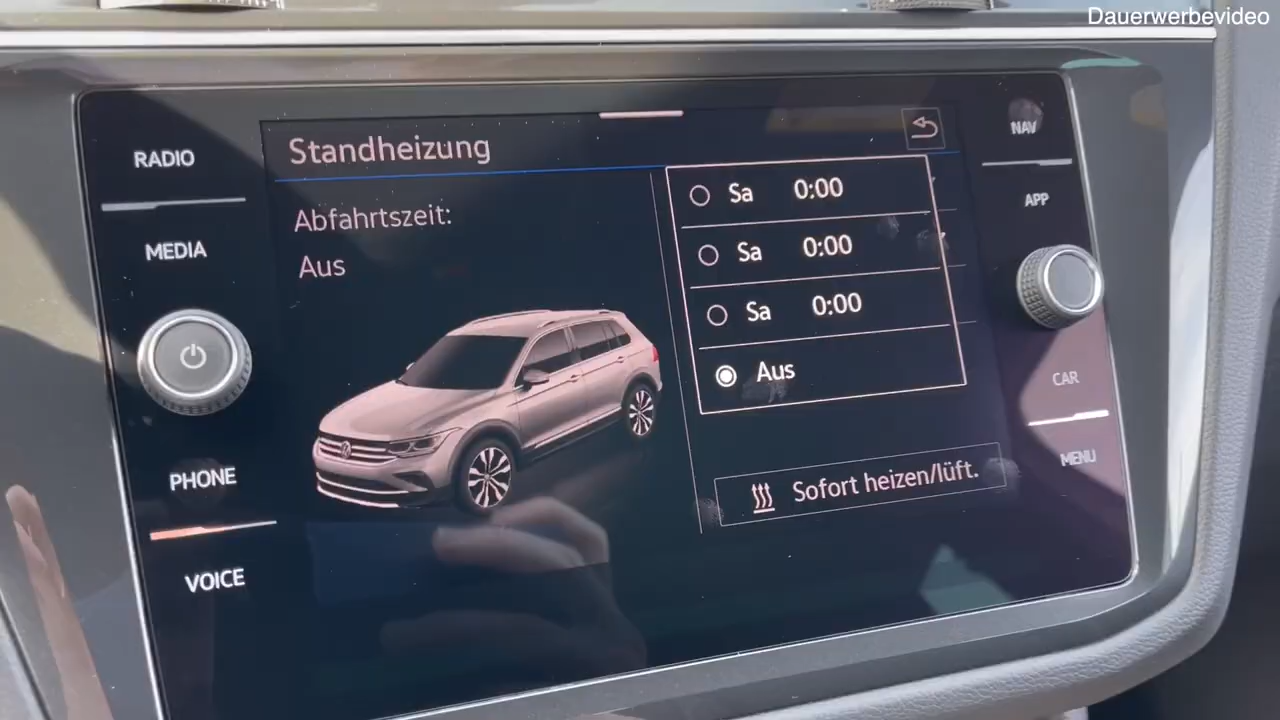 Dauerwerbevideo
RADIO
MEDIA
PHONE
VOICE
Standheizung
Abfahrtszeit:
Aus
Sa 0:00
Sa 0:00
Sa 0:00
Aus
Sofort heizen/lüft.
NAV
APP
CAR
MENU